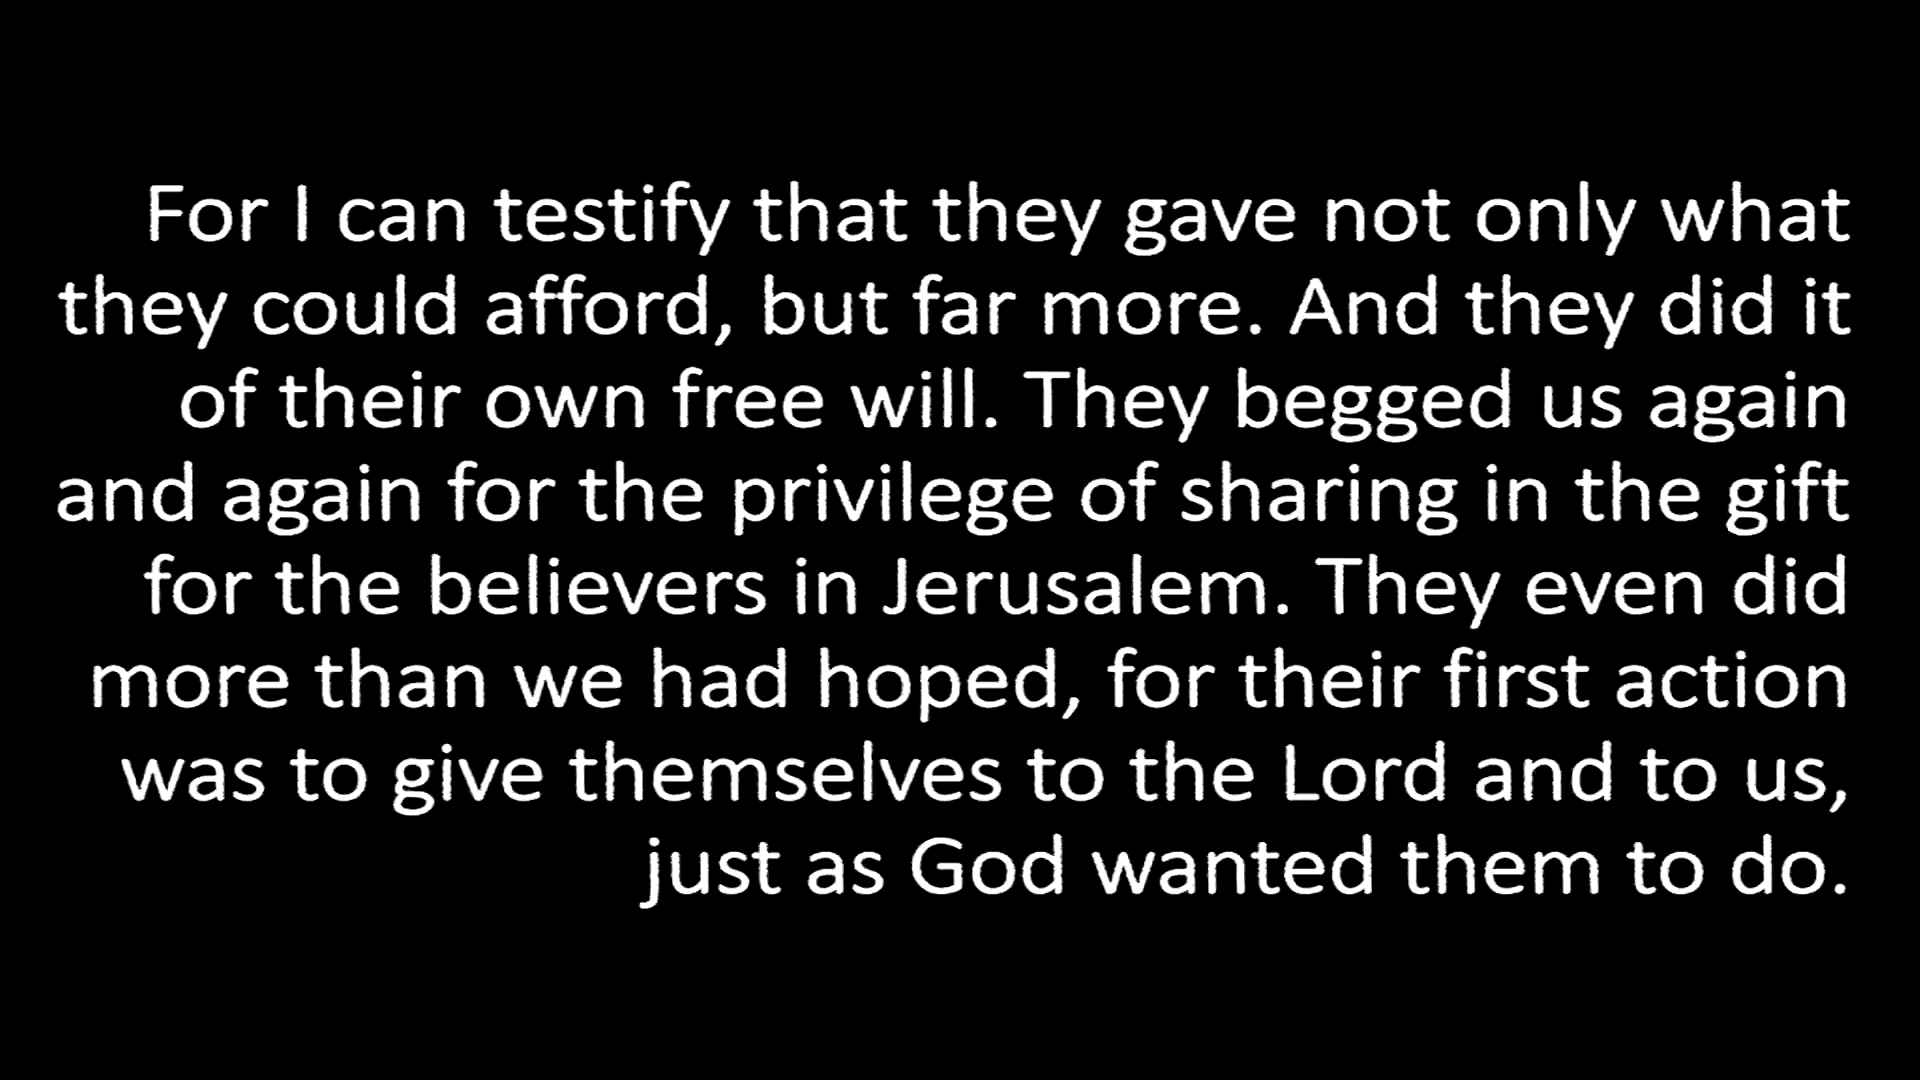 For I can testify that they gave not only what
they could afford, but far more. And they did it
of their own free will. They begged us again
and again for the privilege of sharing in the gift
for the believers in Jerusalem. They even did
more than we had hoped, for their first action
was to give themselves to the Lord and to us,
just as God wanted them to do.